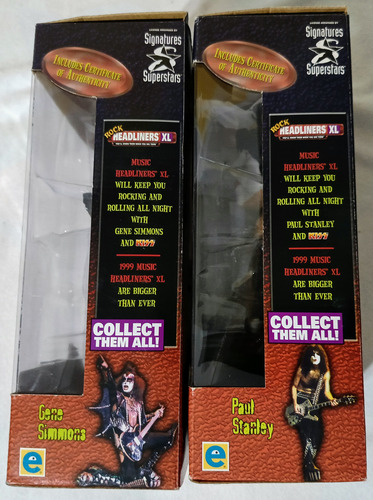 LICENSE ARRANGED BY
Signatures
Superstars
INCLUDES CERTIFICATE
OF AUTHENTICITY
ROCK
HEADLINERS XL
MUSIC
HEADLINERS XL
WILL KEEP YOU
ROCKING AND
ROLLING ALL NIGHT
WITH
GENE SIMMONS
AND KISS
1999 MUSIC
HEADLINERS XL
ARE BIGGER
THAN EVER
COLLECT
THEM ALL!
Gene
Simmons
e
LICENSE ARRANGED BY
Signatures
Superstars
INCLUDES CERTIFICATE
OF AUTHENTICITY
ROCK
HEADLINERS XL
MUSIC
HEADLINERS XL
WILL KEEP YOU
ROCKING AND
ROLLING ALL NIGHT
WITH
PAUL STANLEY
AND KISS
1999 MUSIC
HEADLINERS XL
ARE BIGGER
THAN EVER
COLLECT
THEM ALL!
Paul
Stanley
e